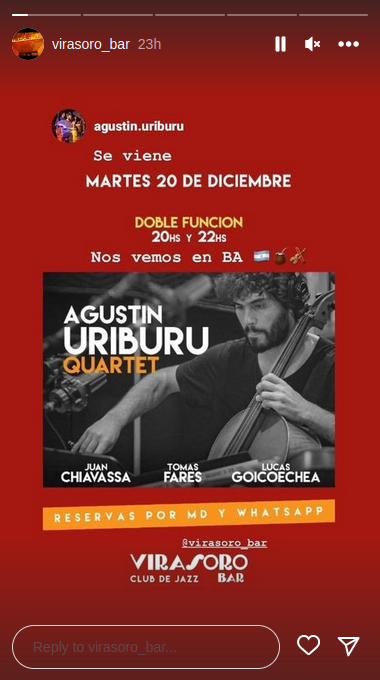 virasoro_bar 23h
agustin.uriburu
Se viene
MARTES 20 DE DICIEMBRE
DOBLE FUNCION
20HS Y 22HS
Nos vemos en BA 🇦🇷🧉🎻
AGUSTIN
URIBURU
QUARTET
JUAN CHIAVASSA
TOMAS FARES
LUCAS GOICOECHEA
RESERVAS POR MD Y WHATSAPP
@virasoro_bar
VIRASORO
CLUB DE JAZZ BAR
Reply to virasoro_bar...